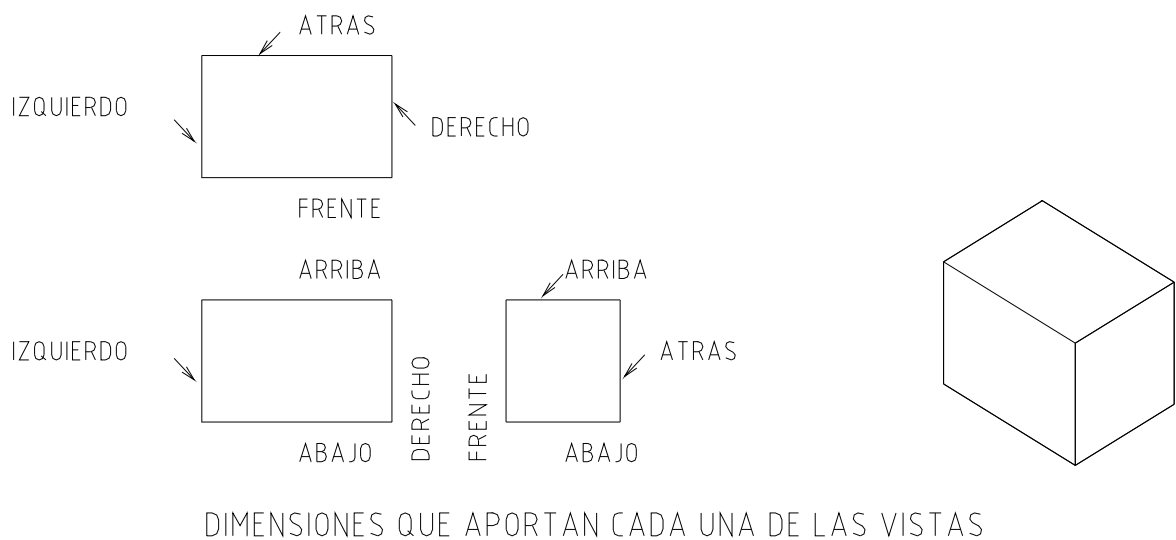 ATRAS
IZQUIERDO
DERECHO
FRENTE
ARRIBA
ARRIBA
IZQUIERDO
ATRAS
DERECHO
FRENTE
ABAJO
ABAJO
DIMENSIONES QUE APORTAN CADA UNA DE LAS VISTAS